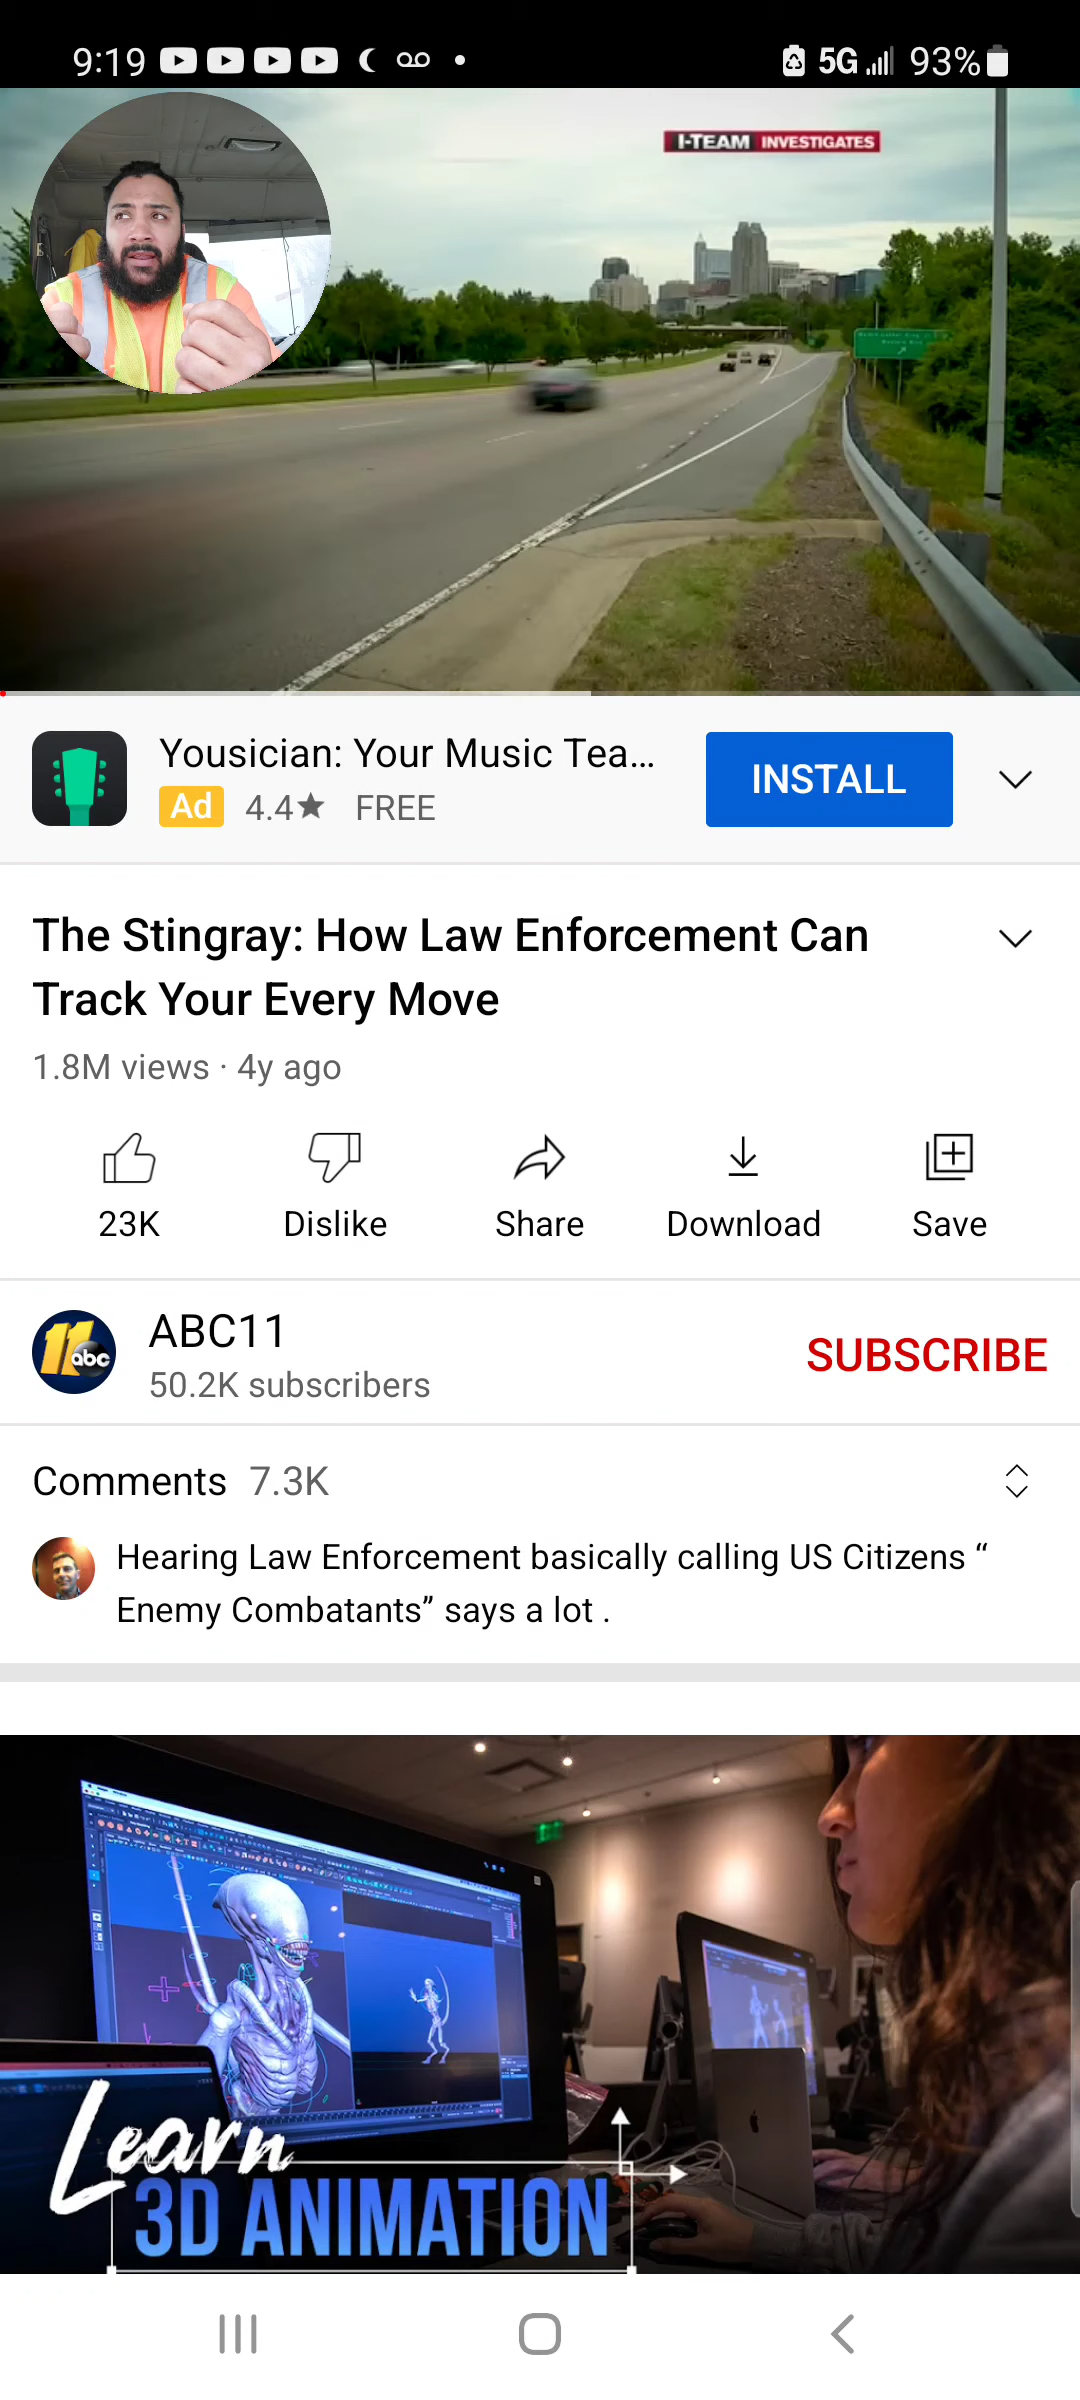 9:19
5G 93%
I-TEAM INVESTIGATES
Yousician: Your Music Tea...
INSTALL
Ad 4.4★ FREE
The Stingray: How Law Enforcement Can
Track Your Every Move
1.8M views · 4y ago
23K Dislike Share Download Save
11 abc
ABC11
50.2K subscribers
SUBSCRIBE
Comments 7.3K
Hearing Law Enforcement basically calling US Citizens “
Enemy Combatants” says a lot .
Learn
3D ANIMATION